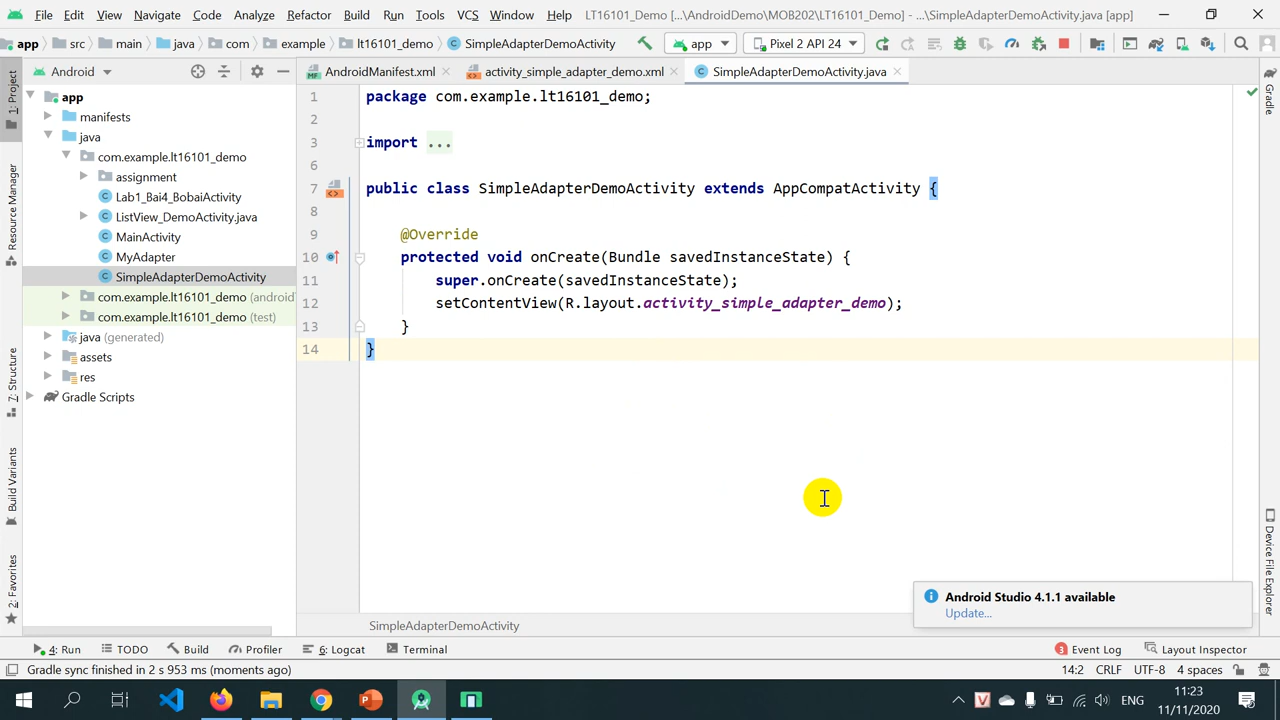 File Edit View Navigate Code Analyze Refactor Build Run Tools VCS Window Help LT16101_Demo [...\AndroidDemo\MOB202\LT16101_Demo] - ...\SimpleAdapterDemoActivity.java [app]
app src main java com example lt16101_demo SimpleAdapterDemoActivity app Pixel 2 API 24
Android
AndroidManifest.xml activity_simple_adapter_demo.xml SimpleAdapterDemoActivity.java
1: Project
Resource Manager
Z: Structure
Build Variants
2: Favorites
app
manifests
java
com.example.lt16101_demo
assignment
Lab1_Bai4_BobaiActivity
ListView_DemoActivity.java
MainActivity
MyAdapter
SimpleAdapterDemoActivity
com.example.lt16101_demo (android
com.example.lt16101_demo (test)
java (generated)
assets
res
Gradle Scripts
1 package com.example.lt16101_demo;
2
3 import ...
6
7 public class SimpleAdapterDemoActivity extends AppCompatActivity {
8
9 @Override
10 protected void onCreate(Bundle savedInstanceState) {
11 super.onCreate(savedInstanceState);
12 setContentView(R.layout.activity_simple_adapter_demo);
13 }
14 }
Gradle
Device File Explorer
Android Studio 4.1.1 available
Update...
SimpleAdapterDemoActivity
4: Run TODO Build Profiler 6: Logcat Terminal 3 Event Log Layout Inspector
Gradle sync finished in 2 s 953 ms (moments ago) 14:2 CRLF UTF-8 4 spaces
ENG
11:23
11/11/2020